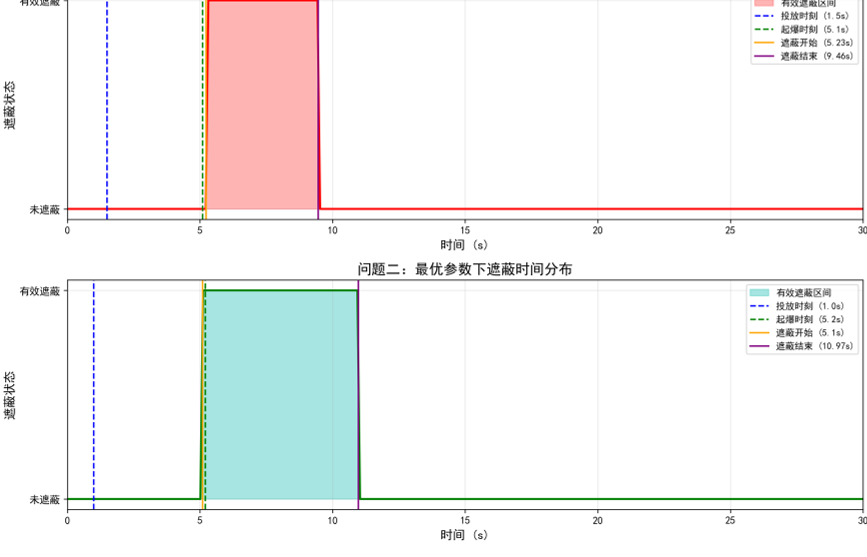 有效遮蔽
有效遮蔽区间
投放时刻 (1.5s)
起爆时刻 (5.1s)
遮蔽开始 (5.23s)
遮蔽结束 (9.46s)
遮蔽状态
未遮蔽
0 5 10 15 20 25 30
时间 (s)
问题二：最优参数下遮蔽时间分布
有效遮蔽
有效遮蔽区间
投放时刻 (1.0s)
起爆时刻 (5.2s)
遮蔽开始 (5.1s)
遮蔽结束 (10.97s)
遮蔽状态
未遮蔽
0 5 10 15 20 25 30
时间 (s)